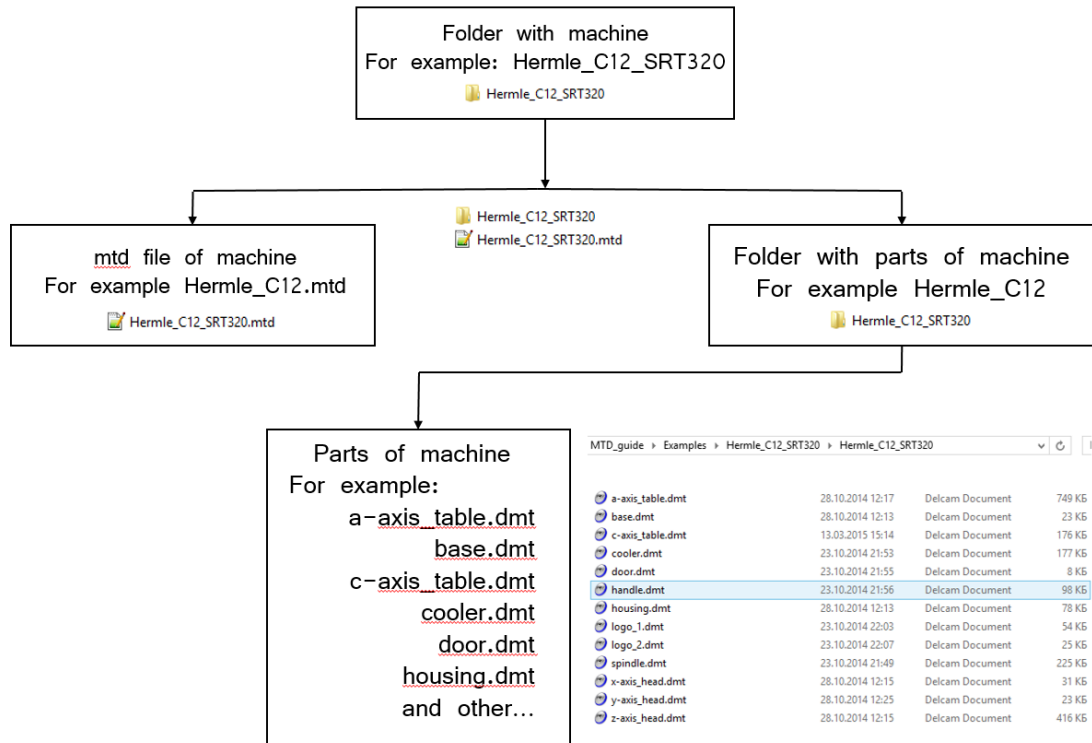 Folder with machine
For example: Hermle_C12_SRT320
Hermle_C12_SRT320
Hermle_C12_SRT320
Hermle_C12_SRT320.mtd
mtd file of machine
For example Hermle_C12.mtd
Hermle_C12_SRT320.mtd
Folder with parts of machine
For example Hermle_C12
Hermle_C12_SRT320
Parts of machine
For example:
a-axis_table.dmt
base.dmt
c-axis_table.dmt
cooler.dmt
door.dmt
housing.dmt
and other...
MTD_guide Examples Hermle_C12_SRT320 Hermle_C12_SRT320
a-axis_table.dmt 28.10.2014 12:17 Delcam Document 749 КБ
base.dmt 28.10.2014 12:13 Delcam Document 23 КБ
c-axis_table.dmt 13.03.2015 15:14 Delcam Document 176 КБ
cooler.dmt 23.10.2014 21:53 Delcam Document 177 КБ
door.dmt 23.10.2014 21:55 Delcam Document 8 КБ
handle.dmt 23.10.2014 21:56 Delcam Document 98 КБ
housing.dmt 28.10.2014 12:13 Delcam Document 78 КБ
logo_1.dmt 23.10.2014 22:03 Delcam Document 54 КБ
logo_2.dmt 23.10.2014 22:07 Delcam Document 25 КБ
spindle.dmt 23.10.2014 21:49 Delcam Document 225 КБ
x-axis_head.dmt 28.10.2014 12:15 Delcam Document 31 КБ
y-axis_head.dmt 28.10.2014 12:25 Delcam Document 23 КБ
z-axis_head.dmt 28.10.2014 12:15 Delcam Document 416 КБ